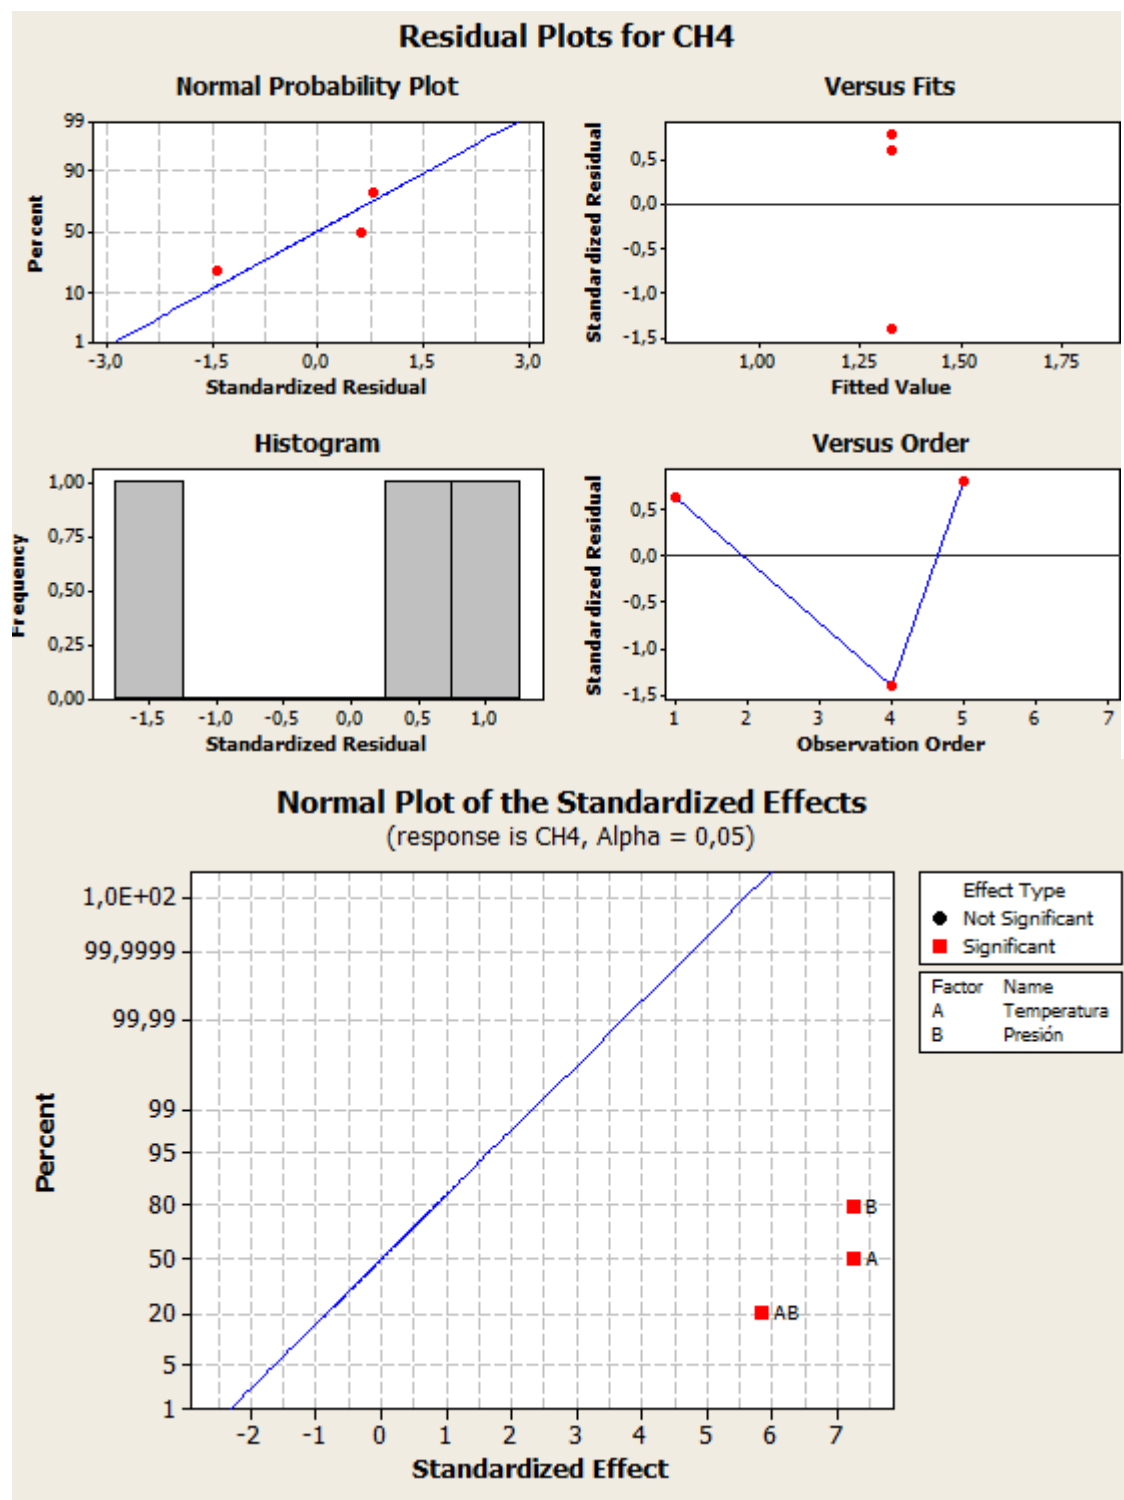 Residual Plots for CH4
Normal Probability Plot
Percent
99
90
50
10
1
-3,0 -1,5 0,0 1,5 3,0
Standardized Residual
Versus Fits
Standardized Residual
0,5
0,0
-0,5
-1,0
-1,5
1,00 1,25 1,50 1,75
Fitted Value
Histogram
Frequency
1,00
0,75
0,50
0,25
0,00
-1,5 -1,0 -0,5 0,0 0,5 1,0
Standardized Residual
Versus Order
Standardized Residual
0,5
0,0
-0,5
-1,0
-1,5
1 2 3 4 5 6 7
Observation Order
Normal Plot of the Standardized Effects
(response is CH4, Alpha = 0,05)
Percent
1,0E+02
99,9999
99,99
99
95
80
50
20
5
1
B
A
AB
-2 -1 0 1 2 3 4 5 6 7
Standardized Effect
Effect Type
Not Significant
Significant
Factor Name
A Temperatura
B Presión